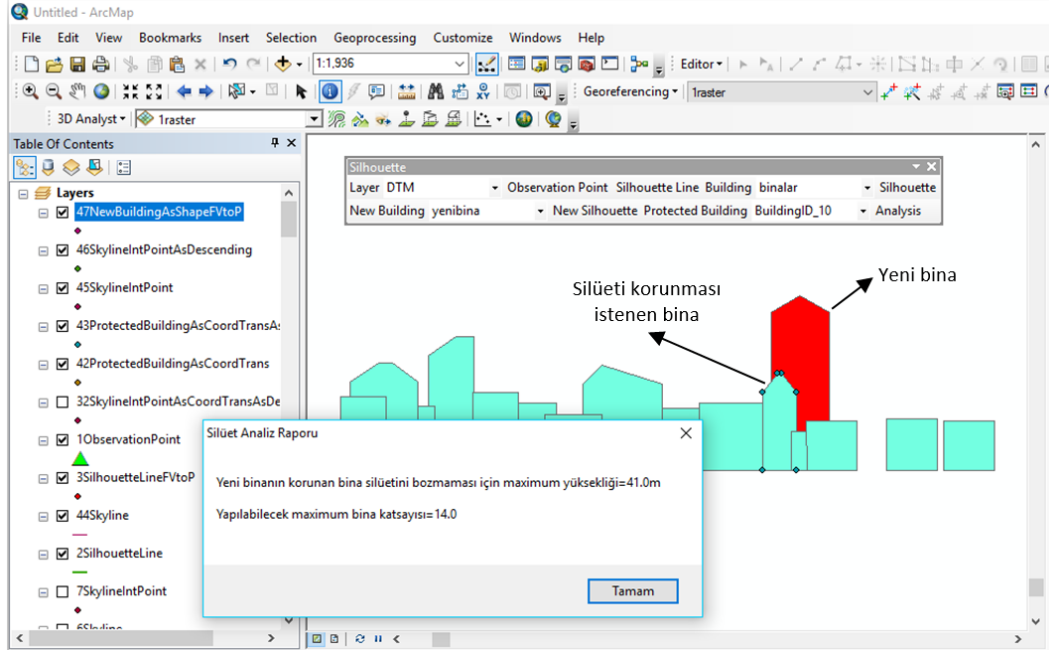 Untitled - ArcMap
File Edit View Bookmarks Insert Selection Geoprocessing Customize Windows Help
1:1,936 Editor
Georeferencing 1raster
3D Analyst 1raster
Table Of Contents
Layers
47NewBuildingAsShapeFVtoP
46SkylineIntPointAsDescending
45SkylineIntPoint
43ProtectedBuildingAsCoordTransAs
42ProtectedBuildingAsCoordTrans
32SkylineIntPointAsCoordTransAsDe
1ObservationPoint
3SilhouetteLineFVtoP
44Skyline
2SilhouetteLine
7SkylineIntPoint
6Skyline
Silhouette
Layer DTM Observation Point Silhouette Line Building binalar Silhouette
New Building yenibina New Silhouette Protected Building BuildingID_10 Analysis
Silüeti korunması
istenen bina
Yeni bina
Silüet Analiz Raporu
Yeni binanın korunan bina silüetini bozmaması için maximum yüksekliği=41.0m
Yapılabilecek maximum bina katsayısı=14.0
Tamam